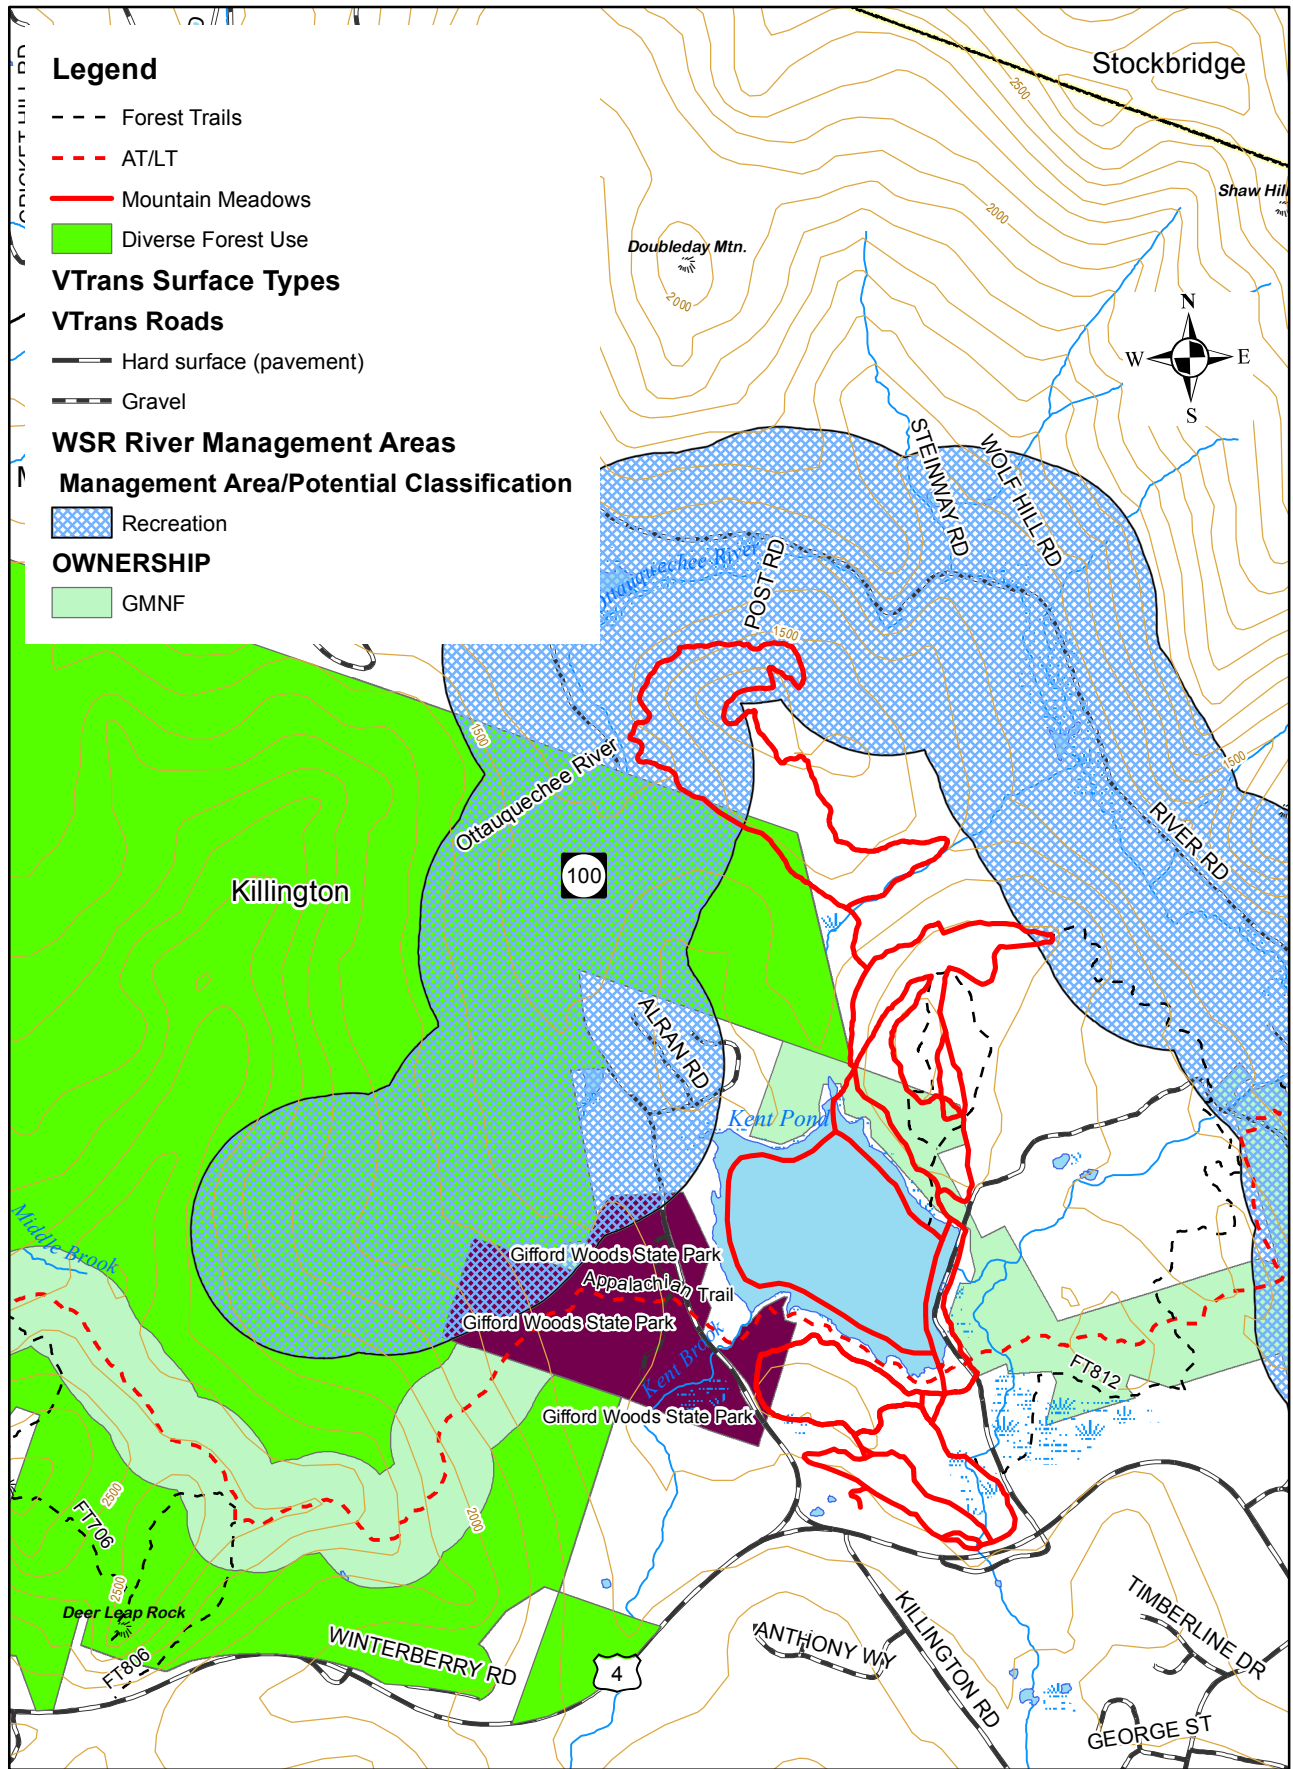 Legend
Forest Trails
AT/LT
Mountain Meadows
Diverse Forest Use
VTrans Surface Types
VTrans Roads
Hard surface (pavement)
Gravel
WSR River Management Areas
Management Area/Potential Classification
Recreation
OWNERSHIP
GMNF
Stockbridge
2500
Shaw Hill
2000
Doubleday Mtn.
2000
N
W
E
S
STEINWAY RD
WOLF HILL RD
Ottauquechee River
POST RD
1500
1500
1500
Ottauquechee River
RIVER RD
100
Killington
ALRAN RD
Kent Pond
Middle Brook
Gifford Woods State Park
Appalachian Trail
Gifford Woods State Park
Kent Brook
FT812
Gifford Woods State Park
2500
FT706
2000
2500
Deer Leap Rock
FT806
WINTERBERRY RD
4
ANTHONY WY
KILLINGTON RD
TIMBERLINE DR
GEORGE ST